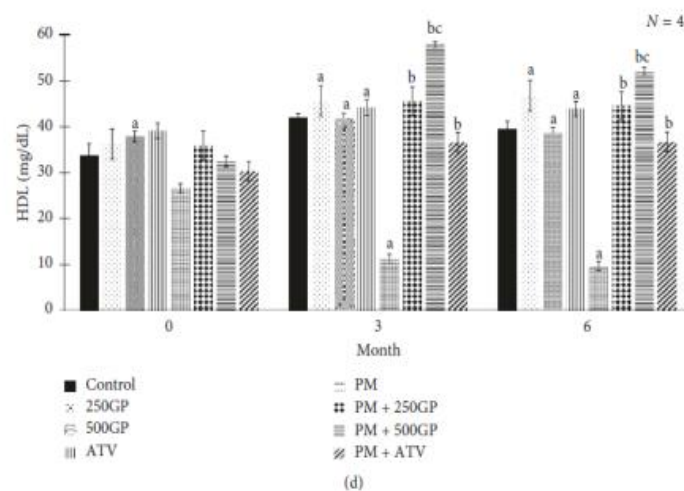 N = 4
60
50
40
30
20
10
0
HDL (mg/dL)
a
a
a
a
a
b
bc
b
a
a
a
a
b
bc
b
0
3
6
Month
Control
250GP
500GP
ATV
PM
PM + 250GP
PM + 500GP
PM + ATV
(d)